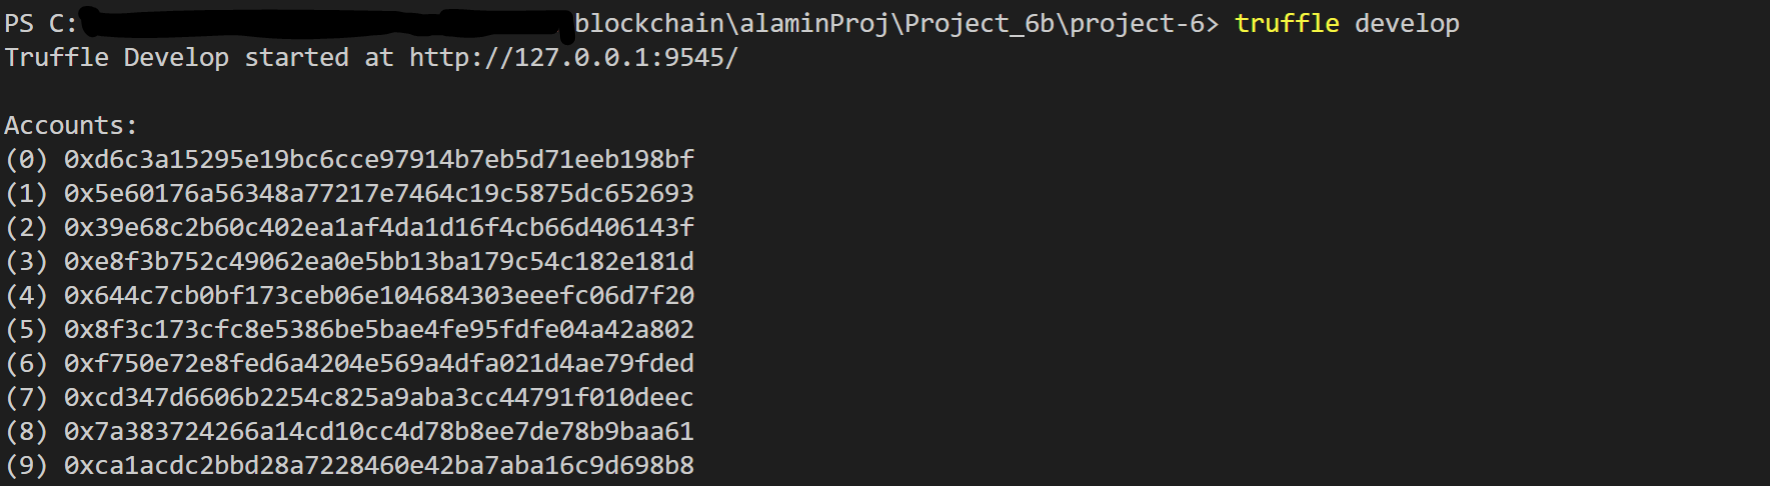 PS C:blockchain\alaminProj\Project_6b\project-6> truffle develop
Truffle Develop started at http://127.0.0.1:9545/
Accounts:
(0) 0xd6c3a15295e19bc6cce97914b7eb5d71eeb198bf
(1) 0x5e60176a56348a77217e7464c19c5875dc652693
(2) 0x39e68c2b60c402ea1af4da1d16f4cb66d406143f
(3) 0xe8f3b752c49062ea0e5bb13ba179c54c182e181d
(4) 0x644c7cb0bf173ceb06e104684303eeefc06d7f20
(5) 0x8f3c173cfc8e5386be5bae4fe95fdfe04a42a802
(6) 0xf750e72e8fed6a4204e569a4dfa021d4ae79fded
(7) 0xcd347d6606b2254c825a9aba3cc44791f010deec
(8) 0x7a383724266a14cd10cc4d78b8ee7de78b9baa61
(9) 0xca1acdc2bbd28a7228460e42ba7aba16c9d698b8